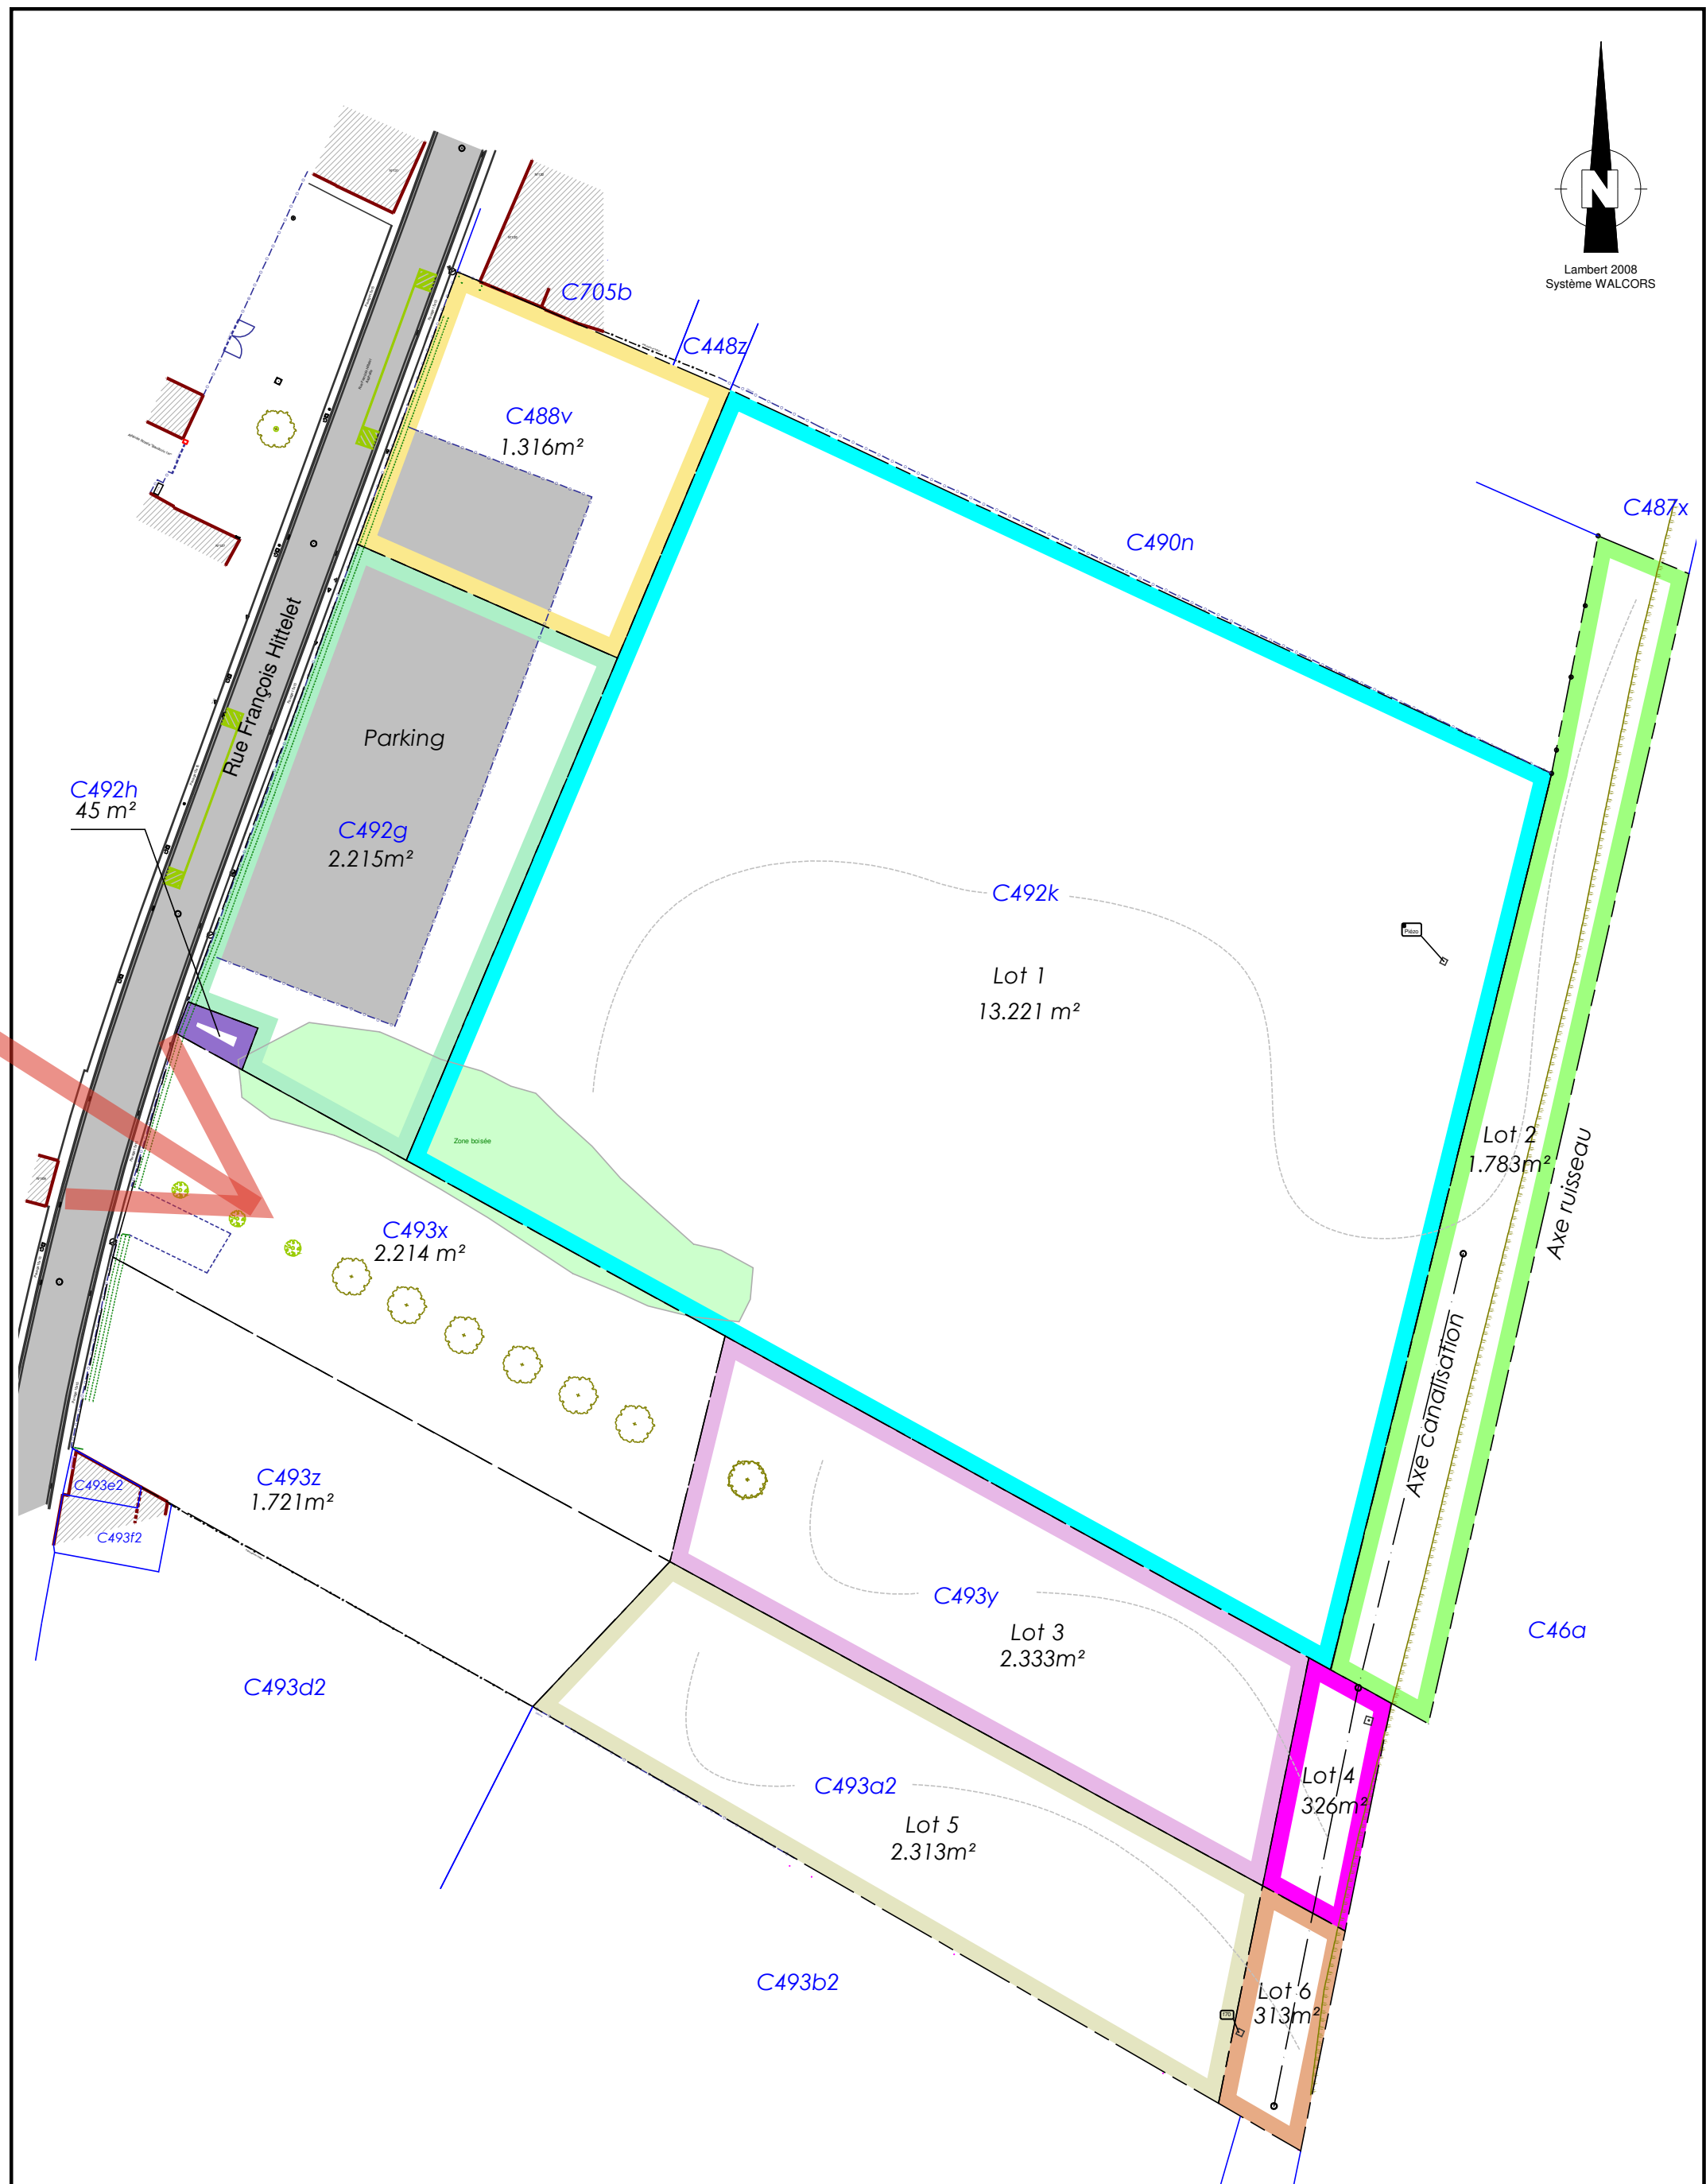 N
Lambert 2008
Système WALCORS
C705b
C448z
C488v
1.316m²
C487x
C490n
Rue François Hittelet
Parking
C492h
45 m²
C492g
2.215m²
C492k
Piézo
Lot 1
13.221 m²
Lot 2
1.783m²
Axe ruisseau
Zone boisée
C493x
2.214 m²
Axe canalisation
C493z
1.721m²
C493e2
C493f2
C493y
Lot 3
2.333m²
C46a
C493d2
Lot 4
326m²
C493a2
Lot 5
2.313m²
C493b2
Lot 6
313m²